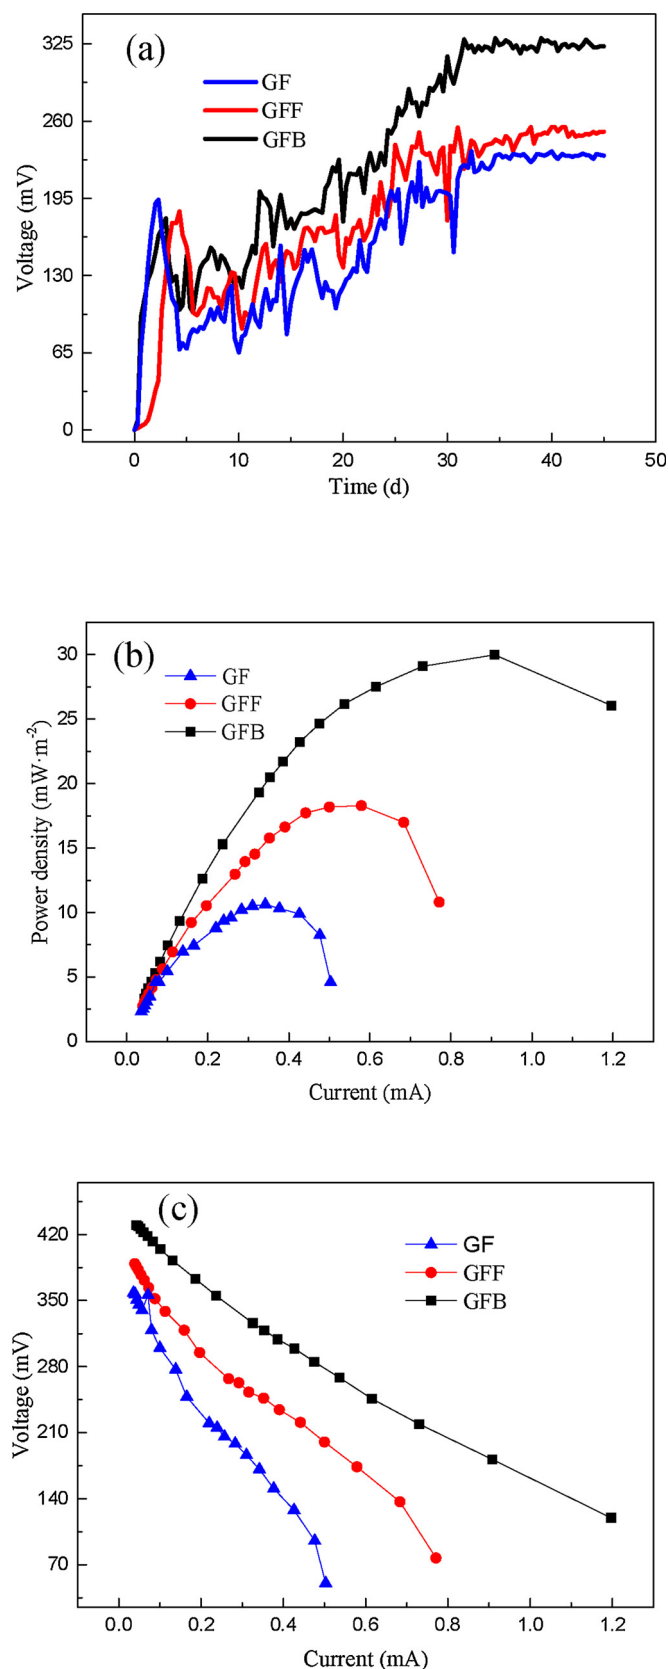 (a)
GF
GFF
GFB
325
260
195
130
65
0
Voltage (mV)
0 10 20 30 40 50
Time (d)
(b)
GF
GFF
GFB
30
25
20
15
10
5
0
Power density (mW·m-2)
0.0 0.2 0.4 0.6 0.8 1.0 1.2
Current (mA)
(c)
GF
GFF
GFB
420
350
280
210
140
70
Voltage (mV)
0.0 0.2 0.4 0.6 0.8 1.0 1.2
Current (mA)